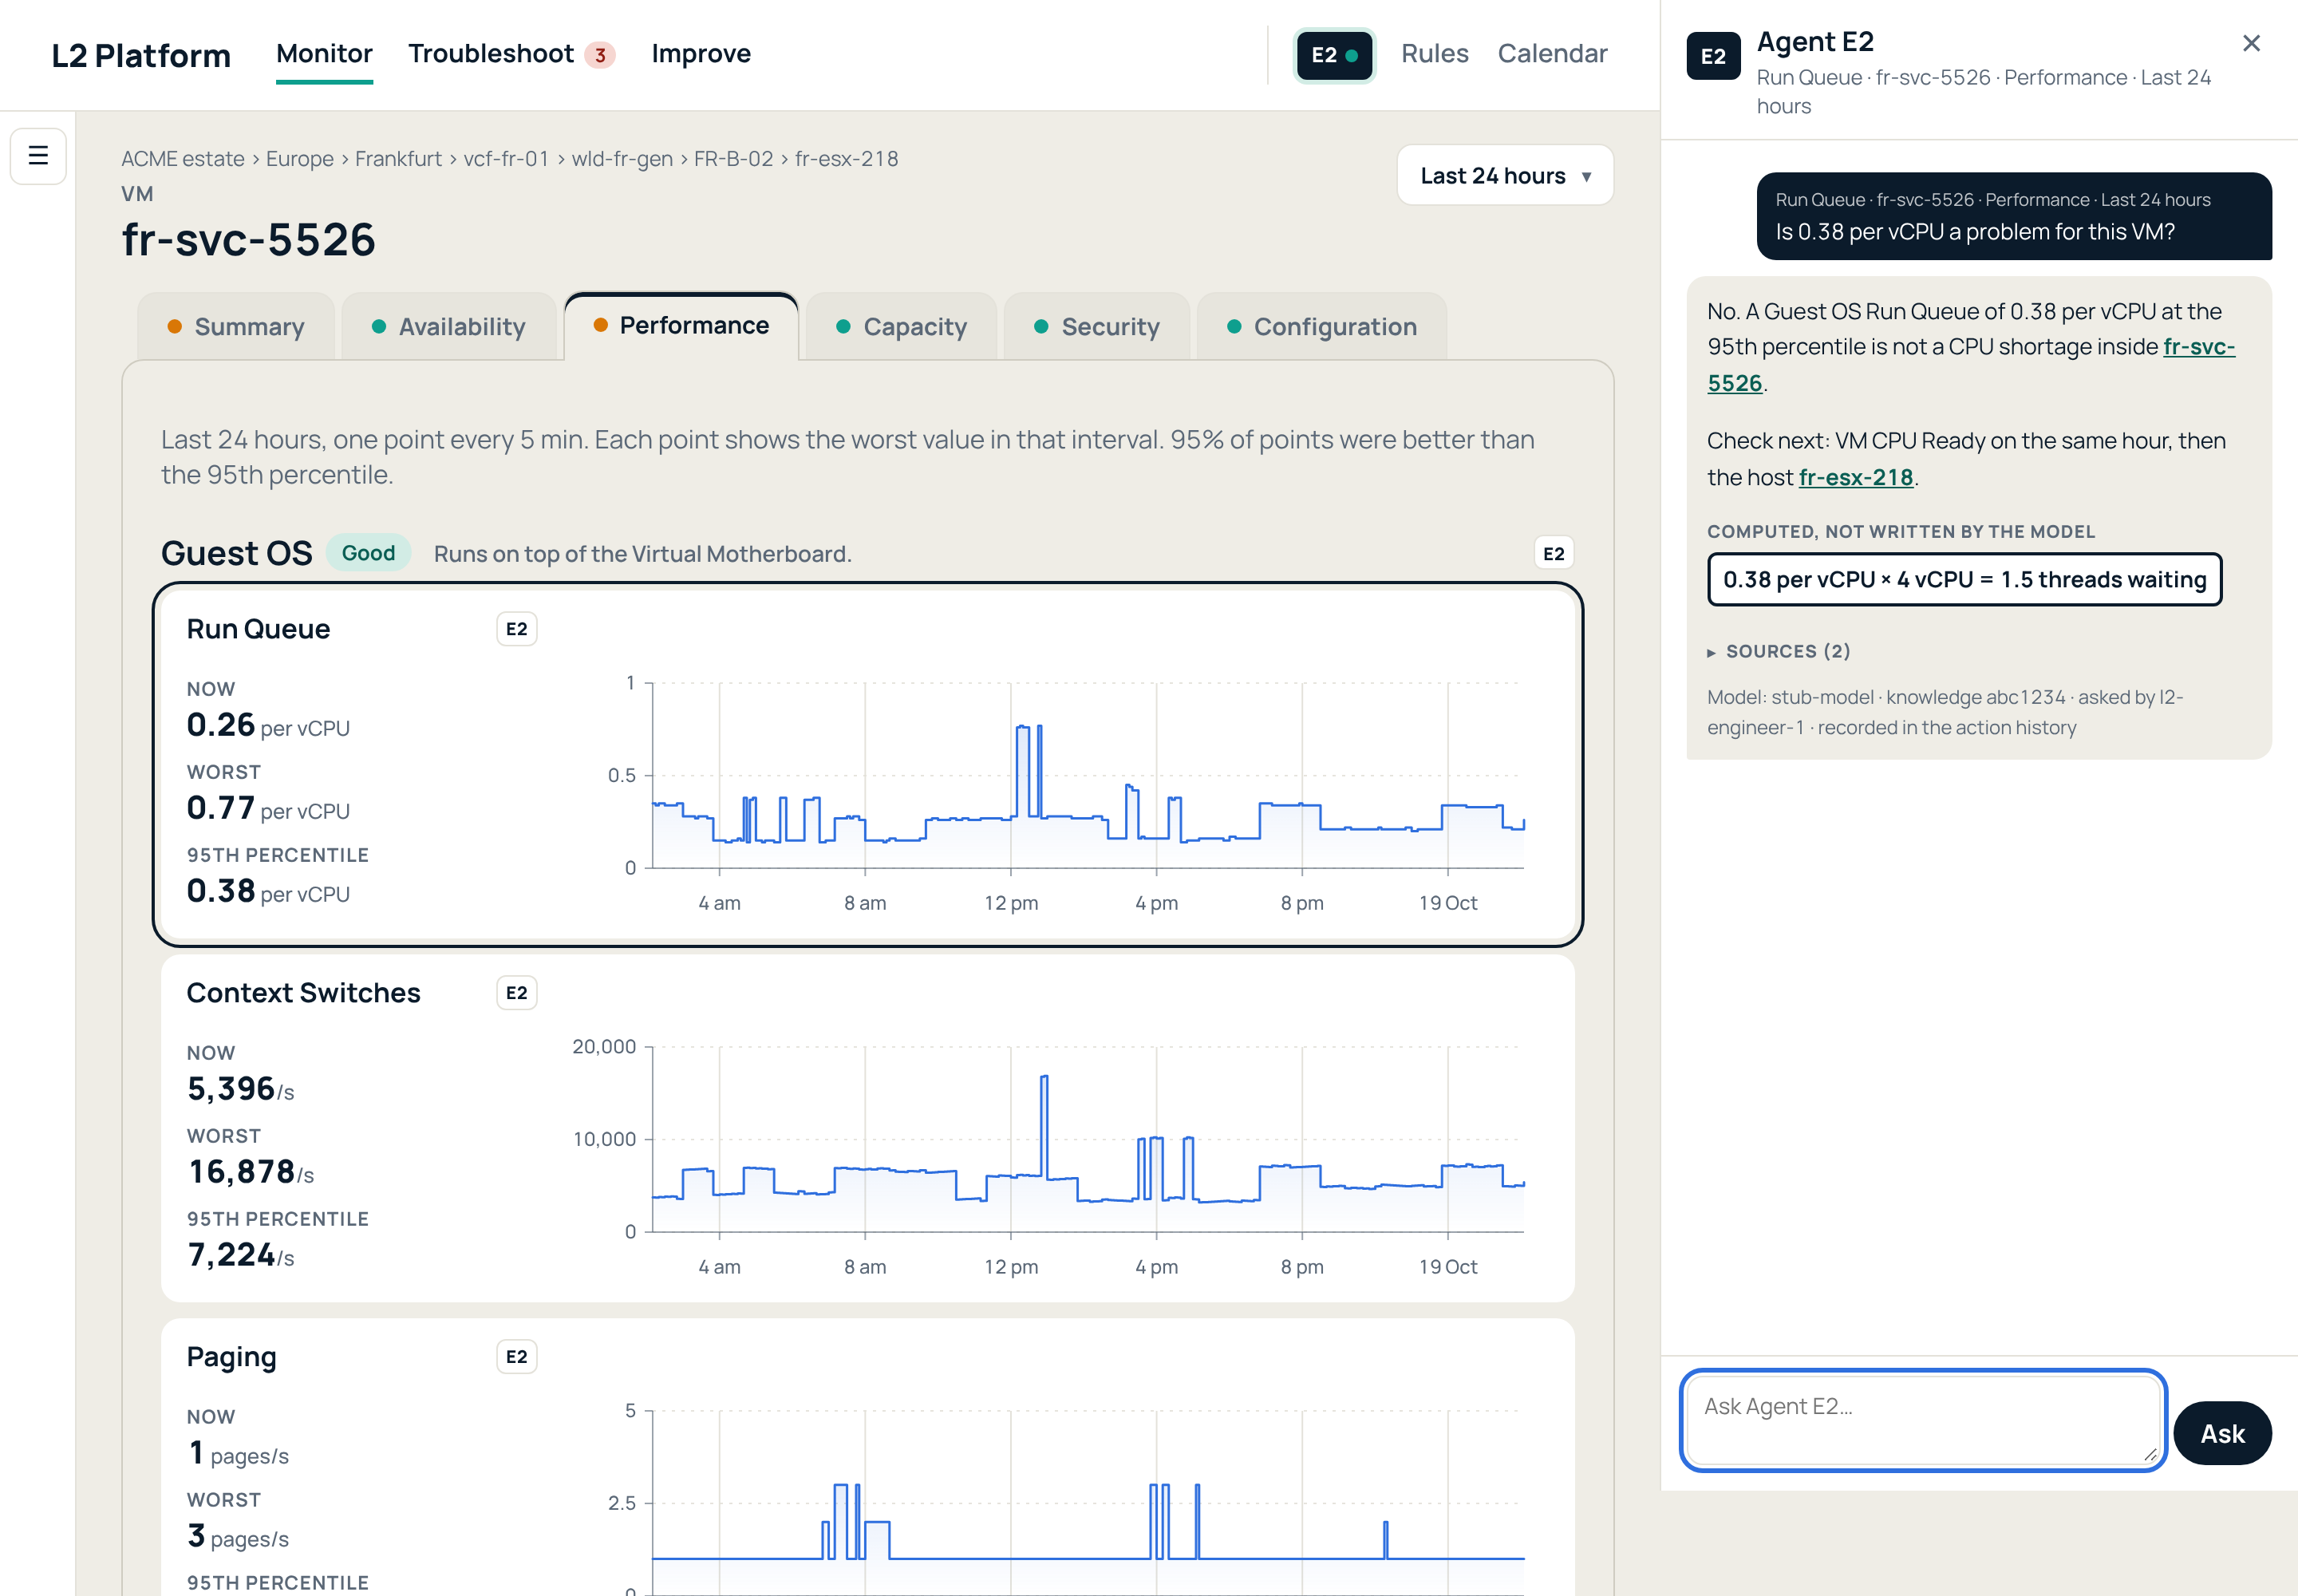 L2 Platform
Monitor
Troubleshoot 3
Improve
E2
Rules
Calendar
☰
ACME estate › Europe › Frankfurt › vcf-fr-01 › wld-fr-gen › FR-B-02 › fr-esx-218
VM
fr-svc-5526
Last 24 hours ▾
Summary
Availability
Performance
Capacity
Security
Configuration
Last 24 hours, one point every 5 min. Each point shows the worst value in that interval. 95% of points were better than
the 95th percentile.
Guest OS
Good
Runs on top of the Virtual Motherboard.
E2
Run Queue
E2
NOW
0.26 per vCPU
WORST
0.77 per vCPU
95TH PERCENTILE
0.38 per vCPU
1
0.5
0
4 am
8 am
12 pm
4 pm
8 pm
19 Oct
Context Switches
E2
NOW
5,396/s
WORST
16,878/s
95TH PERCENTILE
7,224/s
20,000
10,000
0
4 am
8 am
12 pm
4 pm
8 pm
19 Oct
Paging
E2
NOW
1 pages/s
WORST
3 pages/s
95TH PERCENTILE
5
2.5
0
E2
Agent E2
Run Queue · fr-svc-5526 · Performance · Last 24
hours
✕
Run Queue · fr-svc-5526 · Performance · Last 24 hours
Is 0.38 per vCPU a problem for this VM?
No. A Guest OS Run Queue of 0.38 per vCPU at the
95th percentile is not a CPU shortage inside fr-svc-
5526.
Check next: VM CPU Ready on the same hour, then
the host fr-esx-218.
COMPUTED, NOT WRITTEN BY THE MODEL
0.38 per vCPU × 4 vCPU = 1.5 threads waiting
▸ SOURCES (2)
Model: stub-model · knowledge abc1234 · asked by l2-
engineer-1 · recorded in the action history
Ask Agent E2…
Ask